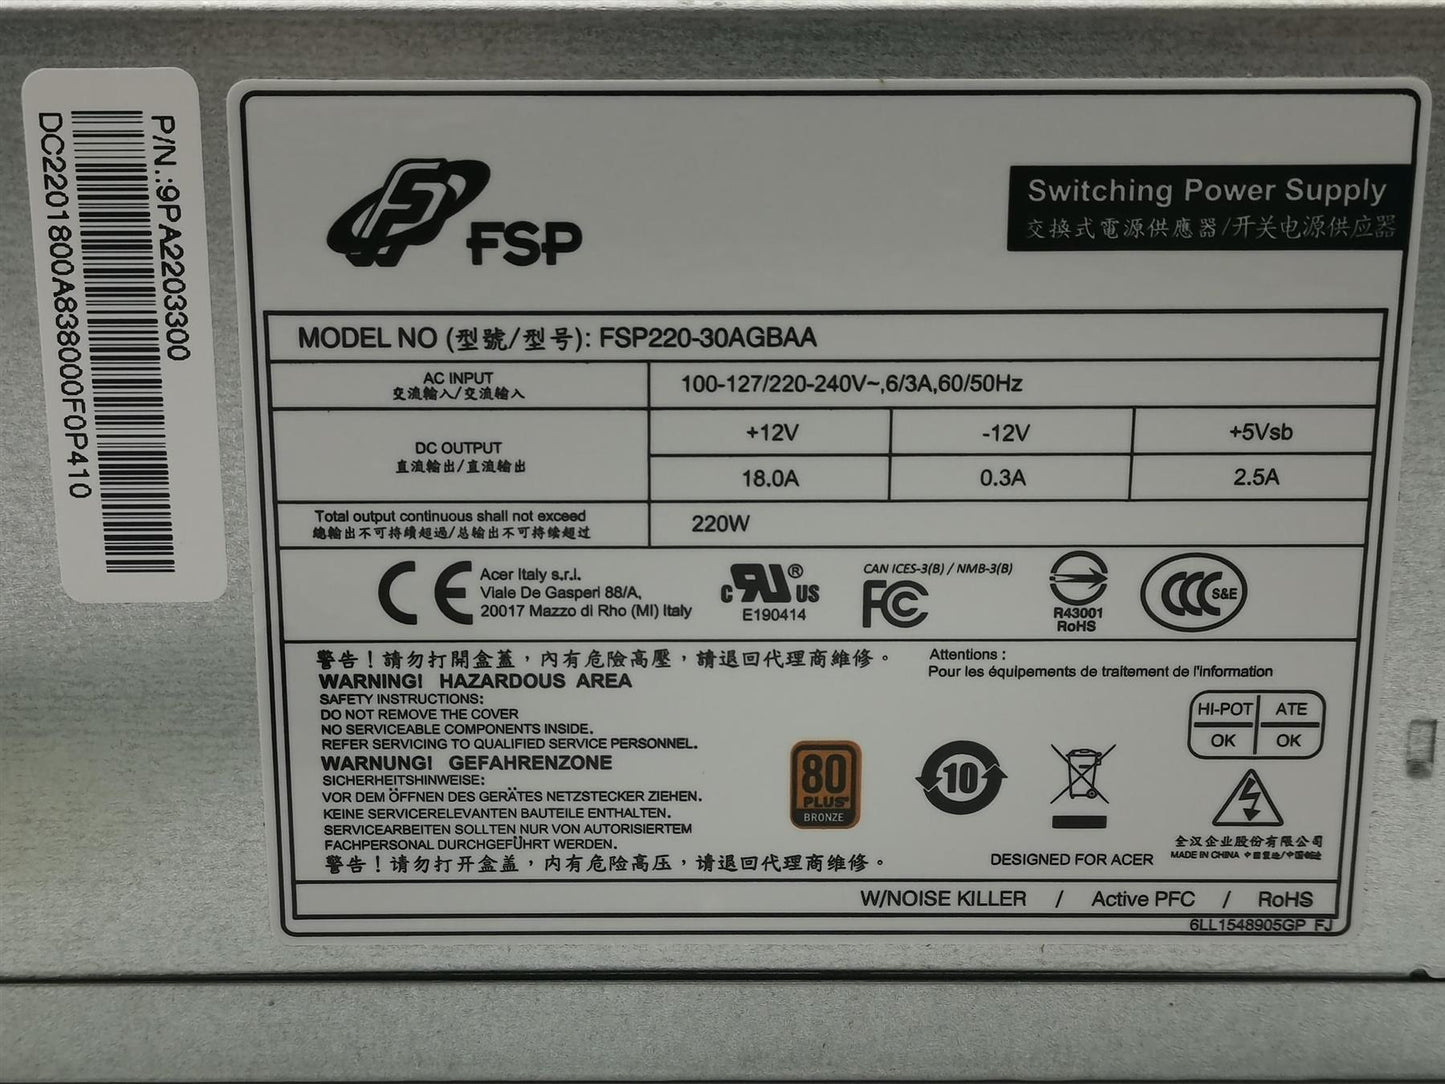 P/N.:9PA2203300
DC2201800A838000F0P410
FSP
Switching Power Supply
交換式電源供應器/开关电源供应器
MODEL NO (型號/型号): FSP220-30AGBAA
AC INPUT
交流輸入/交流输入
100-127/220-240V~,6/3A,60/50Hz
DC OUTPUT
直流輸出/直流输出
+12V -12V +5Vsb
18.0A 0.3A 2.5A
Total output continuous shall not exceed
總輸出不可持續超過/总输出不可持续超过
220W
CE
Acer Italy s.r.l.
Viale De Gasperi 88/A,
20017 Mazzo di Rho (MI) Italy
c RU US ®
E190414
CAN ICES-3(B) / NMB-3(B)
FC
R43001
RoHS
CCC S&E
警告！請勿打開盒蓋，內有危險高壓，請退回代理商維修。
WARNING! HAZARDOUS AREA
SAFETY INSTRUCTIONS:
DO NOT REMOVE THE COVER
NO SERVICEABLE COMPONENTS INSIDE.
REFER SERVICING TO QUALIFIED SERVICE PERSONNEL.
WARNUNG! GEFAHRENZONE
SICHERHEITSHINWEISE:
VOR DEM ÖFFNEN DES GERÄTES NETZSTECKER ZIEHEN.
KEINE SERVICERELEVANTEN BAUTEILE ENTHALTEN.
SERVICEARBEITEN SOLLTEN NUR VON AUTORISIERTEM
FACHPERSONAL DURCHGEFÜHRT WERDEN.
警告！请勿打开盒盖，内有危险高压，请退回代理商维修。
Attentions :
Pour les équipements de traitement de l'information
HI-POT ATE
OK OK
80
PLUS®
BRONZE
10
全汉企业股份有限公司
MADE IN CHINA 中國製造/中国制造
DESIGNED FOR ACER
W/NOISE KILLER / Active PFC / RoHS
6LL1548905GP FJ